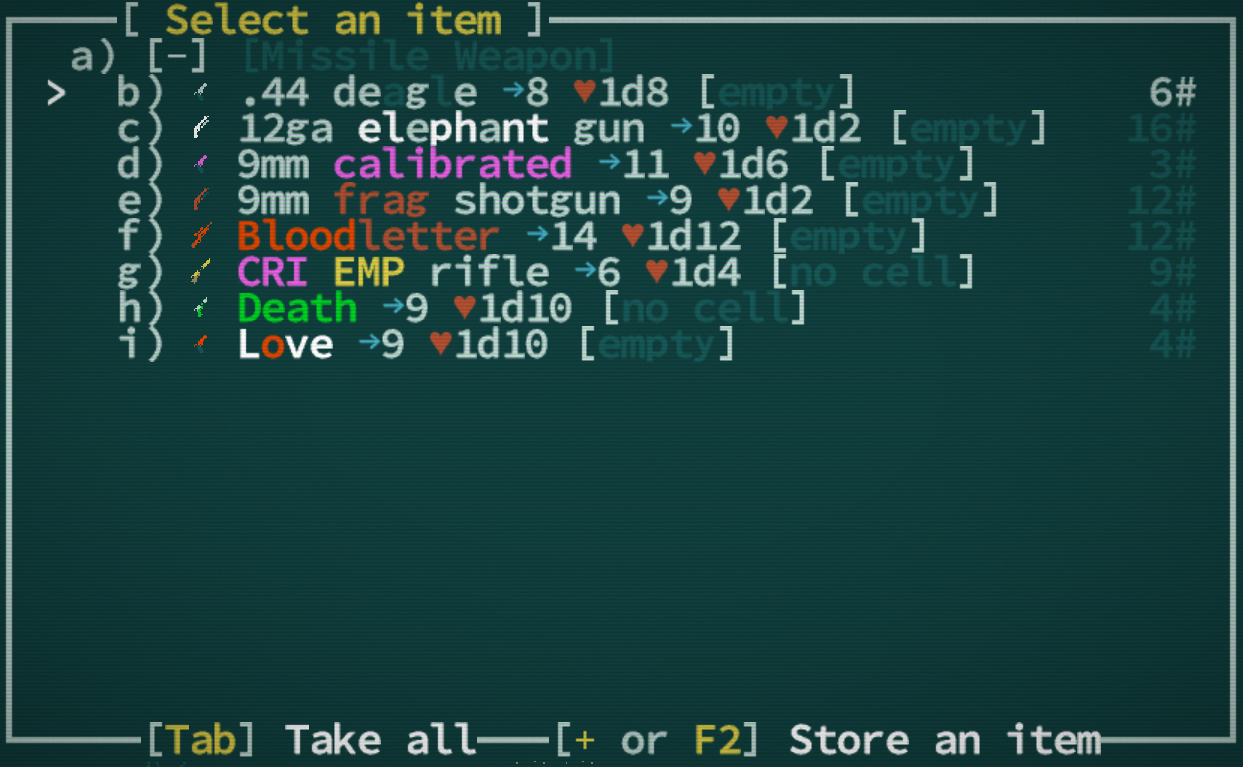 [ Select an item ]
a) [-] [Missile Weapon]
> b) .44 deagle →8 ♥1d8 [empty] 6#
c) 12ga elephant gun →10 ♥1d2 [empty] 16#
d) 9mm calibrated →11 ♥1d6 [empty] 3#
e) 9mm frag shotgun →9 ♥1d2 [empty] 12#
f) Bloodletter →14 ♥1d12 [empty] 12#
g) CRI EMP rifle →6 ♥1d4 [no cell] 9#
h) Death →9 ♥1d10 [no cell] 4#
i) Love →9 ♥1d10 [empty] 4#
[Tab] Take all [+ or F2] Store an item